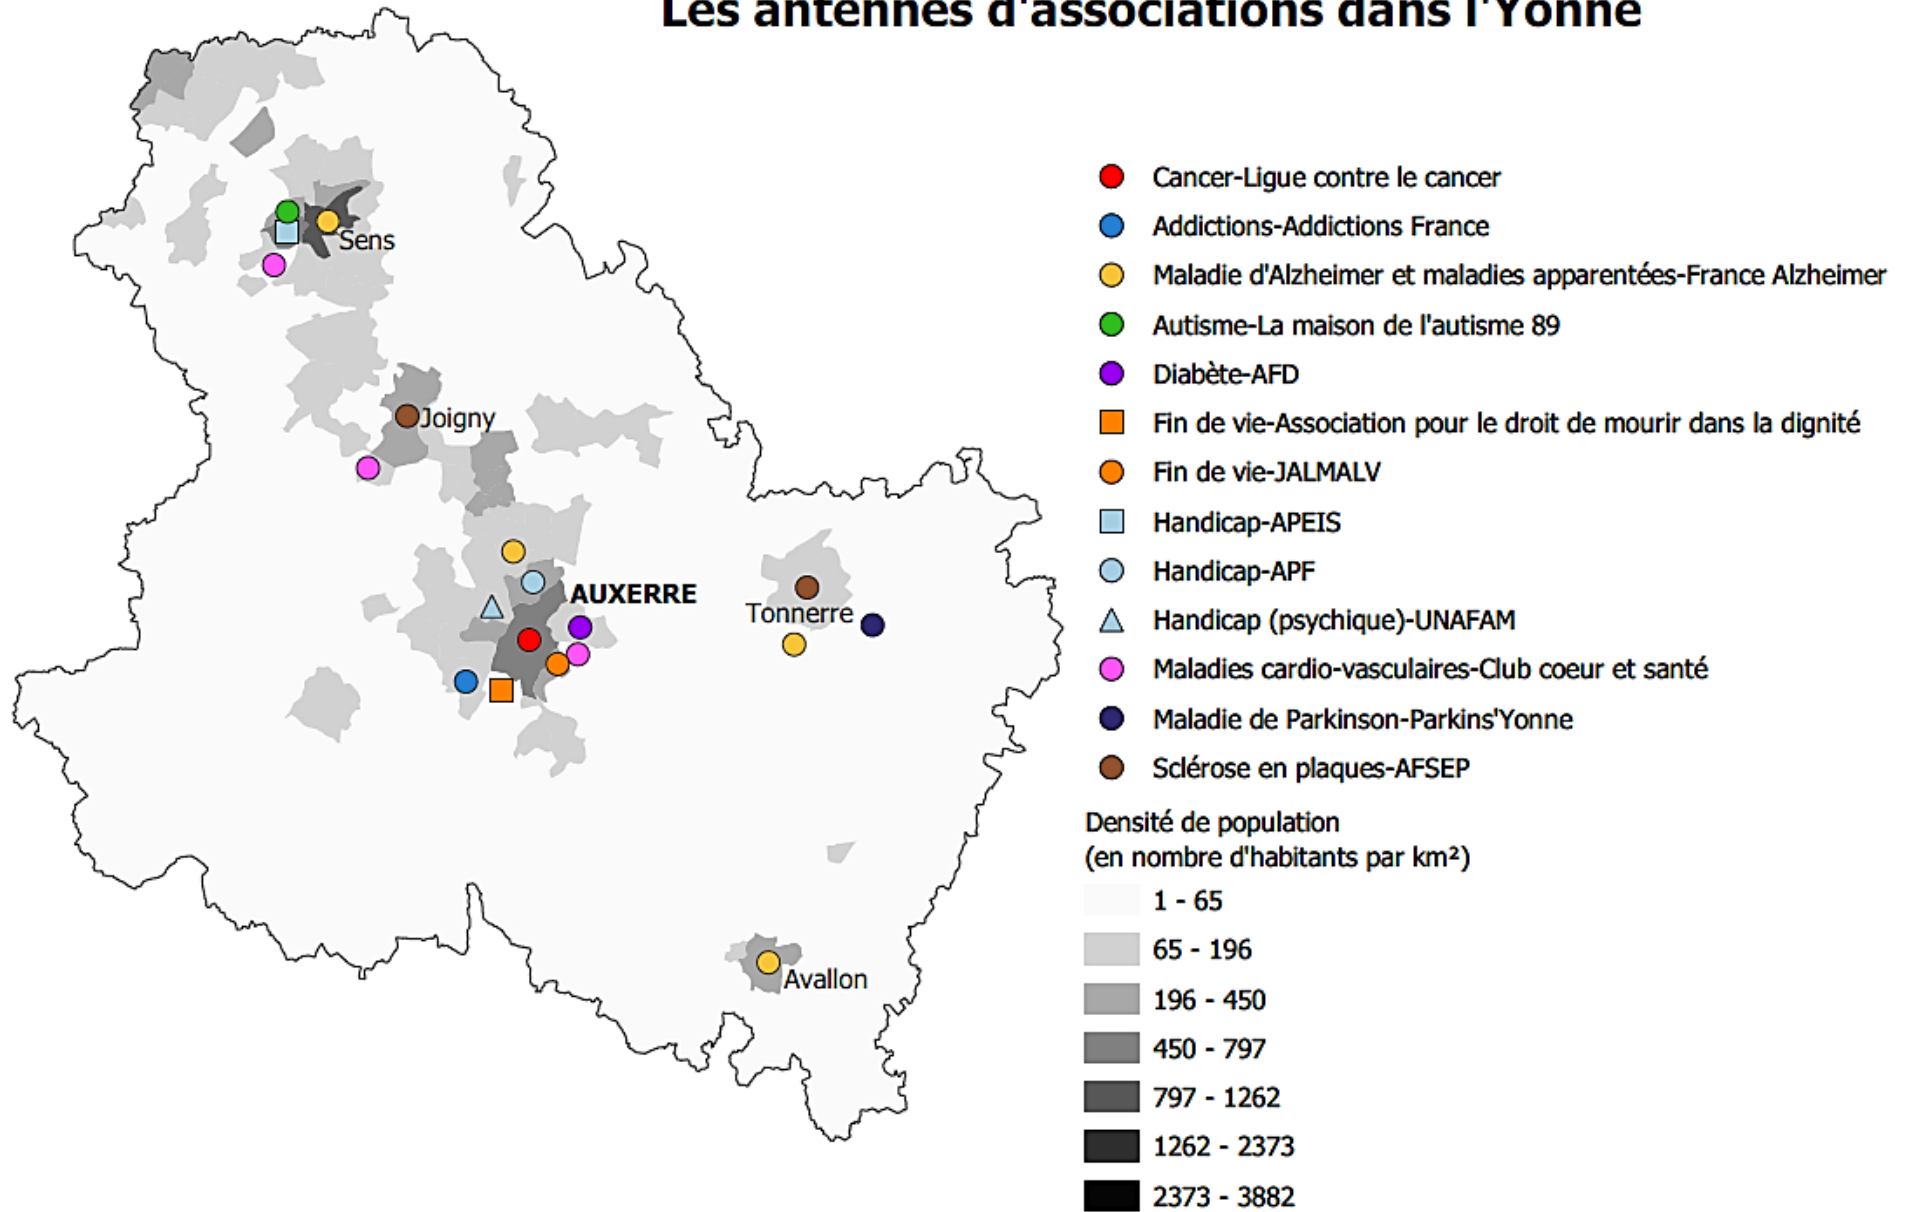 Les antennes d'associations dans l'Yonne
Sens
Joigny
AUXERRE
Tonnerre
Avallon
Cancer-Ligue contre le cancer
Addictions-Addictions France
Maladie d'Alzheimer et maladies apparentées-France Alzheimer
Autisme-La maison de l'autisme 89
Diabète-AFD
Fin de vie-Association pour le droit de mourir dans la dignité
Fin de vie-JALMALV
Handicap-APEIS
Handicap-APF
Handicap (psychique)-UNAFAM
Maladies cardio-vasculaires-Club coeur et santé
Maladie de Parkinson-Parkins'Yonne
Sclérose en plaques-AFSEP
Densité de population
(en nombre d'habitants par km²)
1 - 65
65 - 196
196 - 450
450 - 797
797 - 1262
1262 - 2373
2373 - 3882